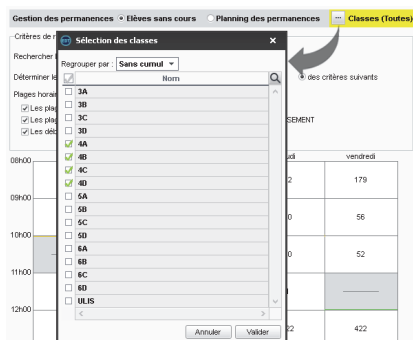 Gestion des permanences Elèves sans cours Planning des permanences ... Classes (Toutes)
Critères de r
Sélection des classes
Rechercher
Regrouper par : Sans cumul
Déterminer le
des critères suivants
Nom
Plages horair
Les plag
Les plag
SEMENT
Les déb
3A
3B
3C
3D
4A
4B
4C
4D
5A
5B
5C
5D
6A
6B
6C
6D
ULIS
Annuler Valider
udi vendredi
08h00
2 179
09h00
0 56
10h00
0 52
11h00
12h00
22 422